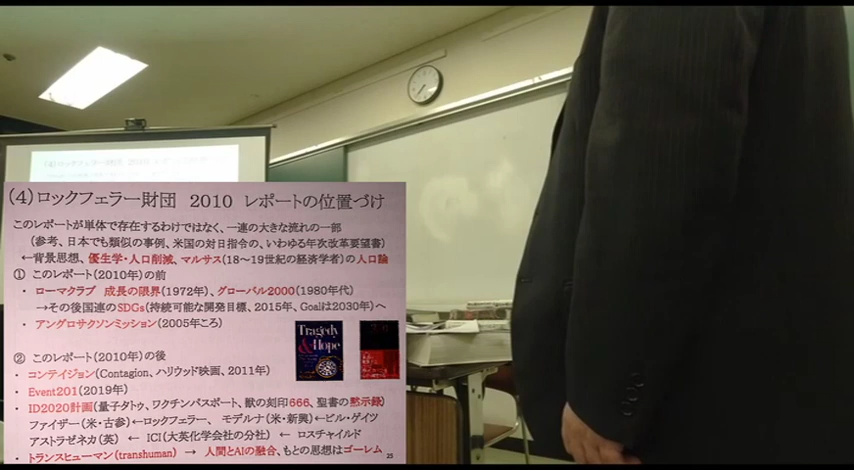 (4)ロックフェラー財団 2010 レポートの位置づけ
このレポートが単体で存在するわけではなく、一連の大きな流れの一部
(参考、日本でも類似の事例、米国の対日指令の、いわゆる年次改革要望書)
←背景思想、優生学・人口削減、マルサス(18~19世紀の経済学者)の人口論
① このレポート(2010年)の前
・ ローマクラブ 成長の限界(1972年)、グローバル2000(1980年代)
→その後国連のSDGs(持続可能な開発目標、2015年、Goalは2030年)へ
・ アングロサクソンミッション(2005年ころ)
Tragedy
& Hope
② このレポート(2010年)の後
・ コンテイジョン(Contagion、ハリウッド映画、2011年)
・ Event201(2019年)
・ ID2020計画(量子タトゥ、ワクチンパスポート、獣の刻印666、聖書の黙示録)
ファイザー(米・古参)←ロックフェラー、 モデルナ(米・新興)←ビル・ゲイツ
アストラゼネカ(英) ← ICI(大英化学会社の分社) ← ロスチャイルド
・ トランスヒューマン(transhuman) → 人間とAIの融合、もとの思想はゴーレム
25